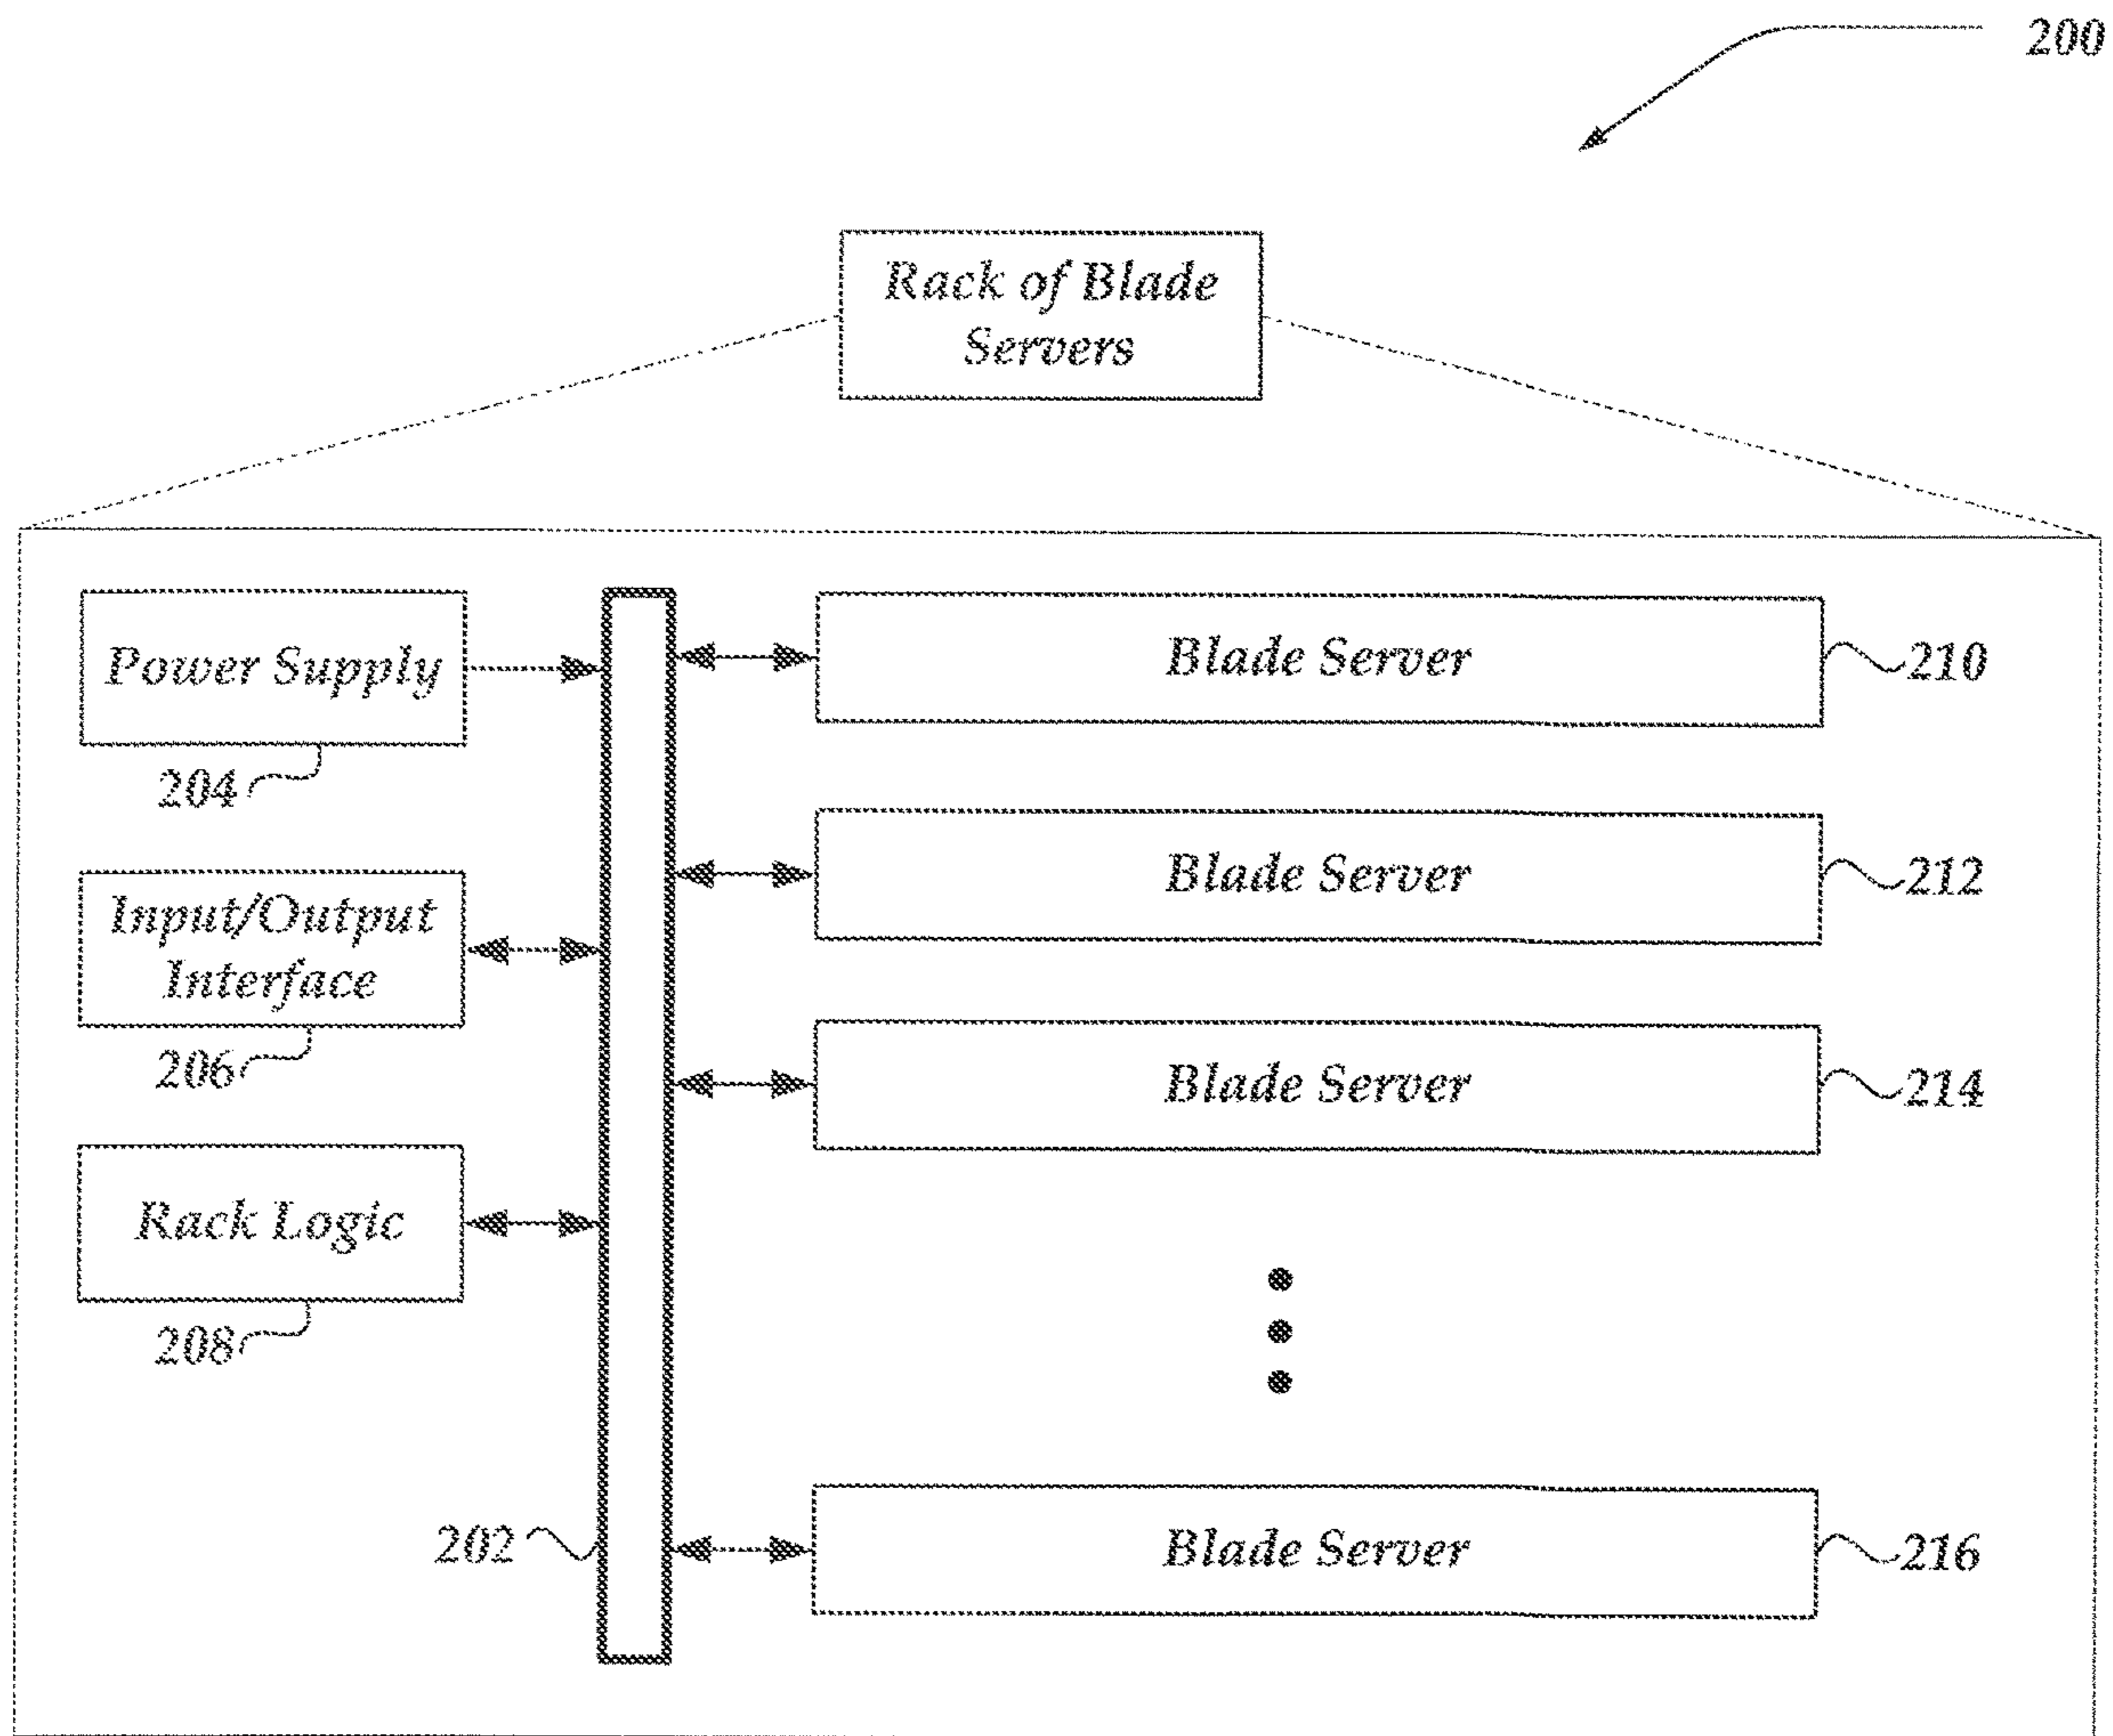 200
Rack of Blade
Servers
Power Supply
204
Input/Output
Interface
206
Rack Logic
208
202
Blade Server
210
Blade Server
212
Blade Server
214
Blade Server
216